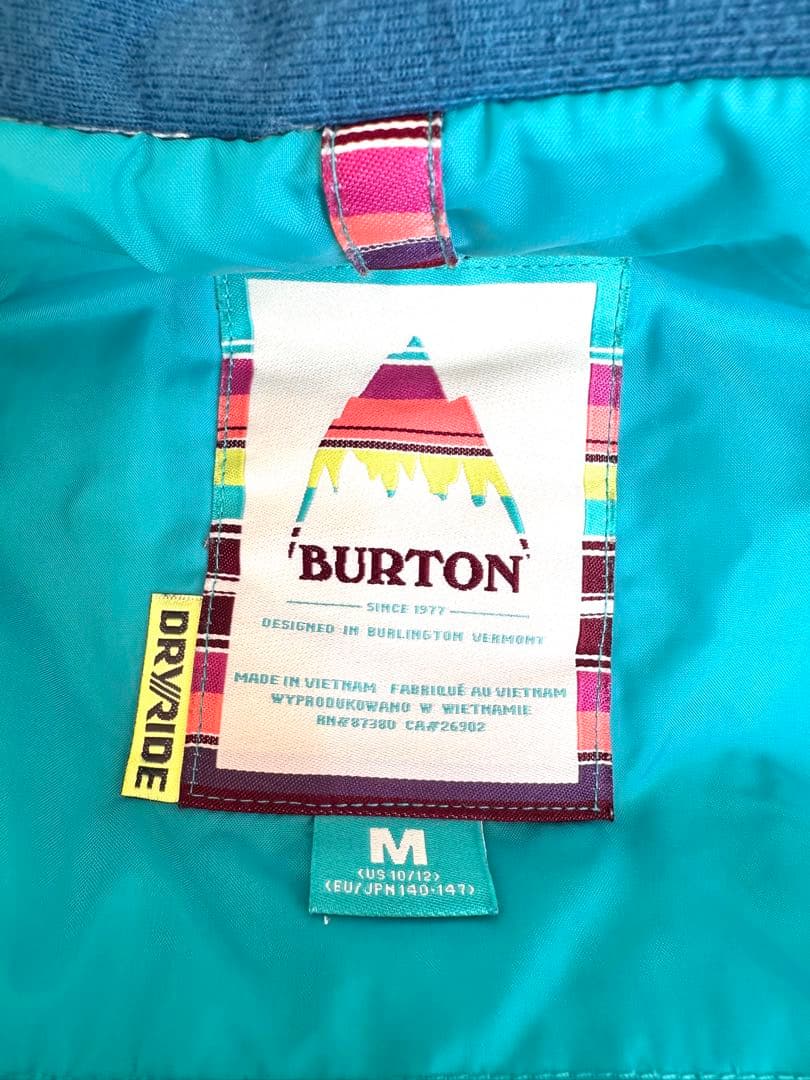 BURTON
SINCE 1977
DESIGNED IN BURLINGTON VERMONT
MADE IN VIETNAM FABRIQUÉ AU VIETNAM
WYPRODUKOWANO W WIETNAMIE
RN#87380 CA#26902
DRY//RIDE
M
(US 10/12)
(EU/JPN 140-147)